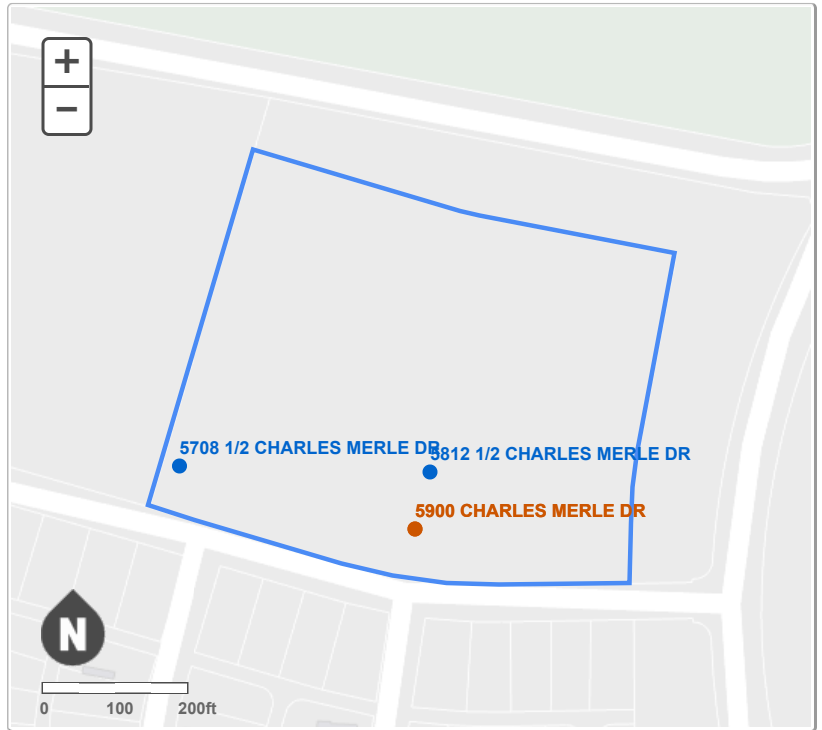 +
−
5708 1/2 CHARLES MERLE DR
5812 1/2 CHARLES MERLE DR
5900 CHARLES MERLE DR
N
0 100 200ft